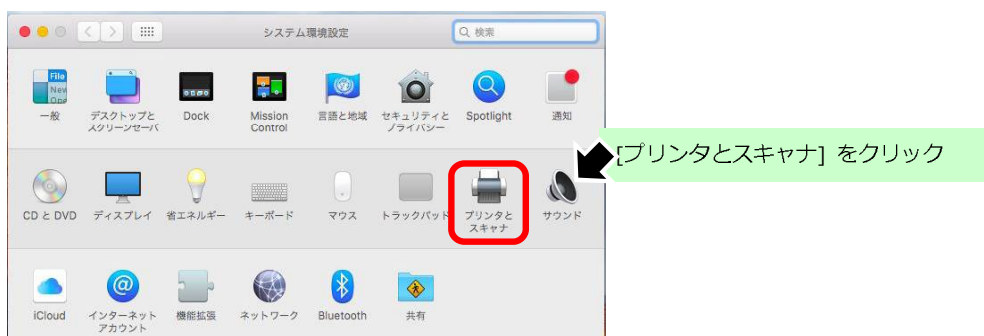 システム環境設定
検索
File
New
Ope
一般
デスクトップと
スクリーンセーバ
Dock
Mission
Control
言語と地域
セキュリティと
プライバシー
Spotlight
通知
[プリンタとスキャナ] をクリック
CD と DVD
ディスプレイ
省エネルギー
キーボード
マウス
トラックパッド
プリンタと
スキャナ
サウンド
iCloud
インターネット
アカウント
機能拡張
ネットワーク
Bluetooth
共有